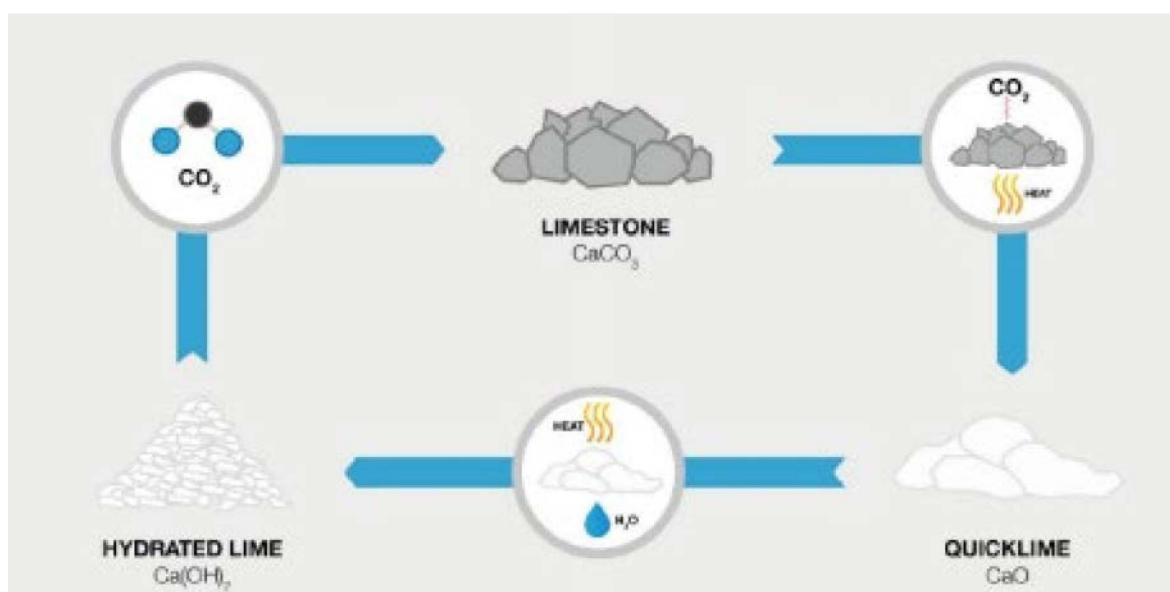 CO₂
LIMESTONE
CaCO₃
CO₂
HEAT
HYDRATED LIME
Ca(OH)₂
HEAT
H₂O
QUICKLIME
CaO